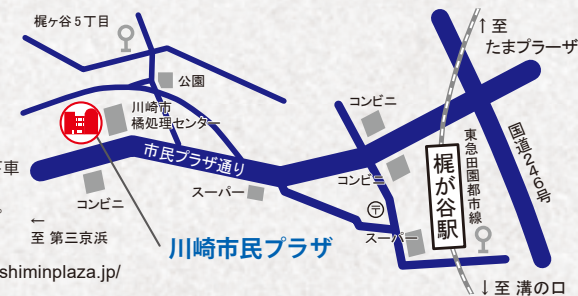 梶ヶ谷5丁目
↑至
たまプラーザ
公園
川崎市
橘処理センター
コンビニ
国道246号
東急田園都市線
梶が谷駅
市民プラザ通り
下車
コンビニ
スーパー
コンビニ
〒
スーパー
←
至 第三京浜
川崎市民プラザ
shiminplaza.jp/
↓至 溝の口